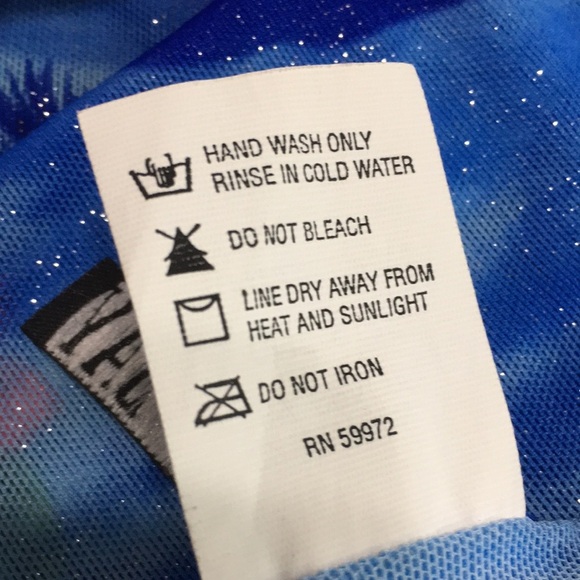 HAND WASH ONLY
RINSE IN COLD WATER
DO NOT BLEACH
LINE DRY AWAY FROM
HEAT AND SUNLIGHT
DO NOT IRON
RN 59972